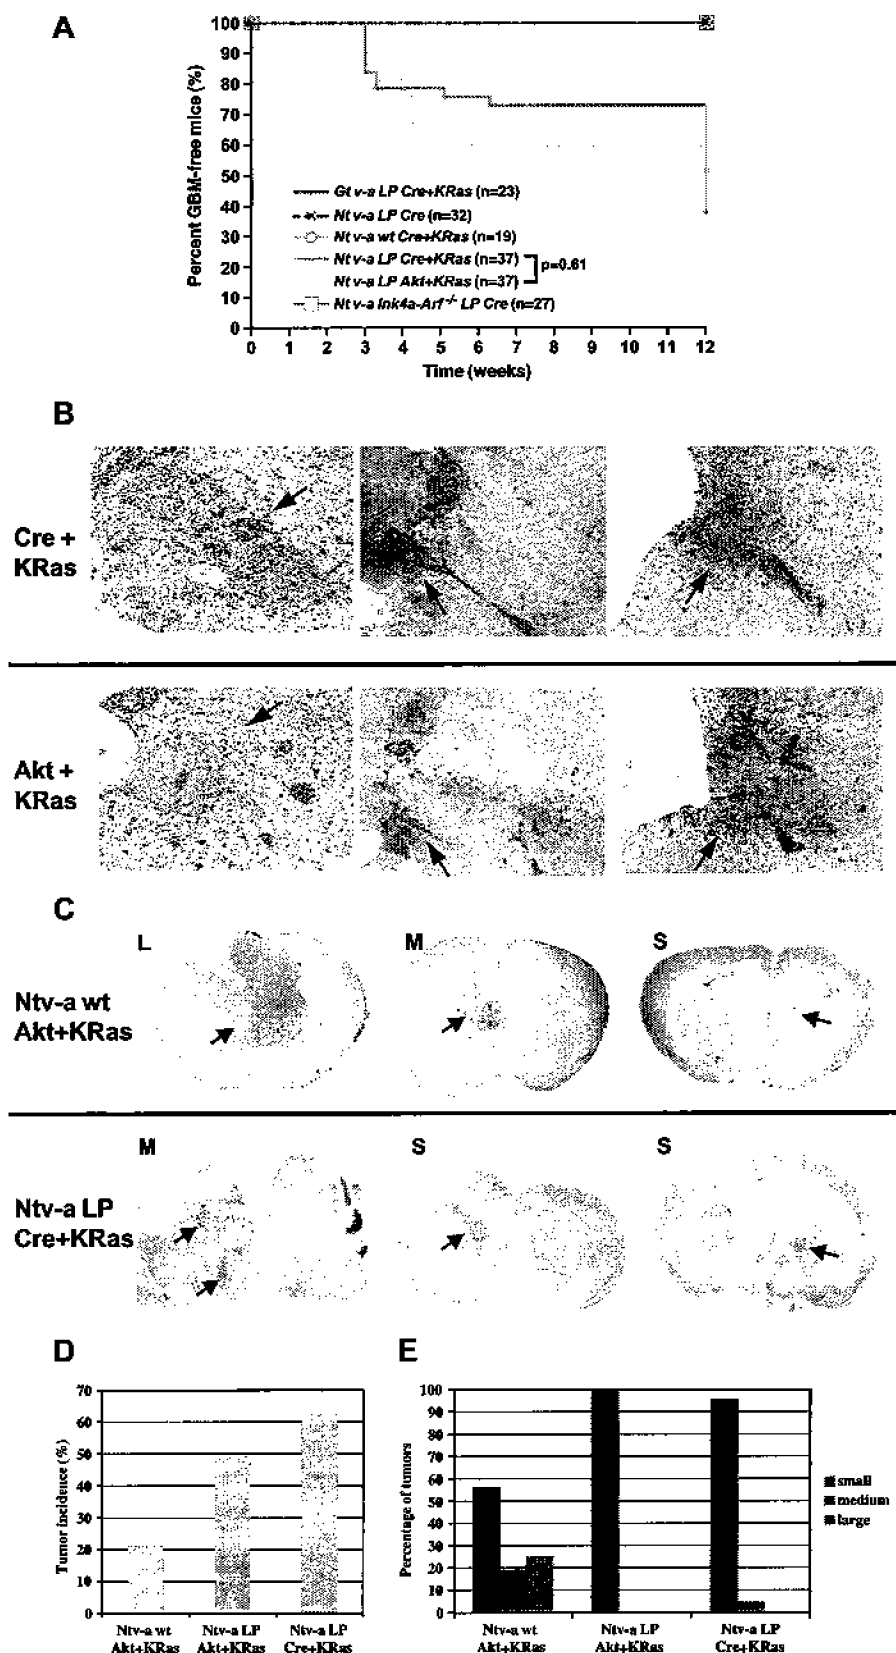 A
Percent GBM-free mice (%)
100
90
80
70
60
50
40
30
20
10
0
Gt v-a LP Cre+KRas (n=23)
Nt v-a LP Cre (n=32)
Nt v-a wt Cre+KRas (n=19)
Nt v-a LP Cre+KRas (n=37)
Nt v-a LP Akt+KRas (n=37)
p=0.61
Nt v-a Ink4a-Arf -/- LP Cre (n=27)
0 1 2 3 4 5 6 7 8 9 10 11 12
Time (weeks)
B
Cre +
KRas
Akt +
KRas
C
L M S
Ntv-a wt
Akt+KRas
M S S
Ntv-a LP
Cre+KRas
D
Tumor incidence (%)
70
60
50
40
30
20
10
0
Ntv-a wt Akt+KRas
Ntv-a LP Akt+KRas
Ntv-a LP Cre+KRas
E
Percentage of tumors
100
90
80
70
60
50
40
30
20
10
0
Ntv-a wt Akt+KRas
Ntv-a LP Akt+KRas
Ntv-a LP Cre+KRas
small
medium
large